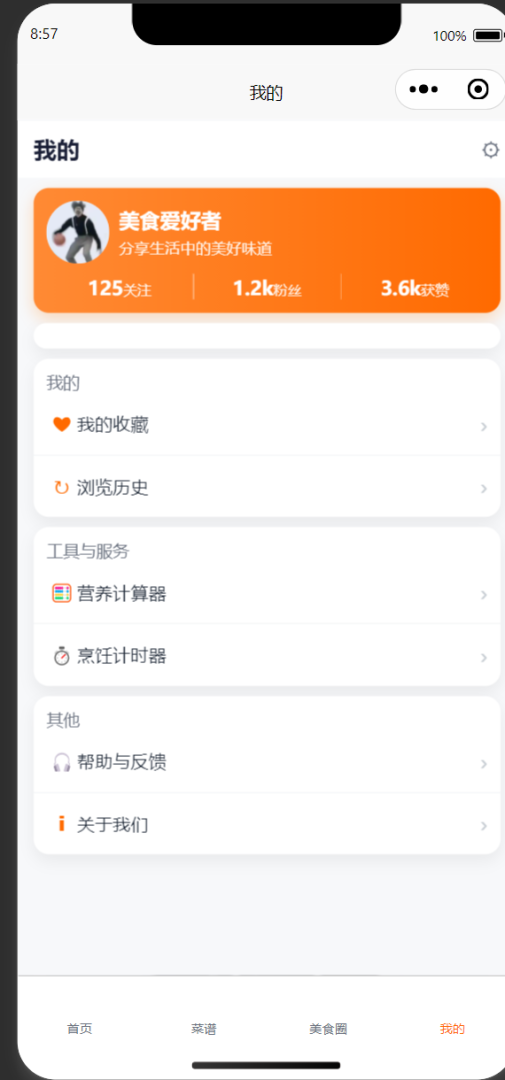 8:57 100%
我的
我的
美食爱好者
分享生活中的美好味道
125关注 1.2k粉丝 3.6k获赞
我的
我的收藏
浏览历史
工具与服务
营养计算器
烹饪计时器
其他
帮助与反馈
关于我们
首页 菜谱 美食圈 我的